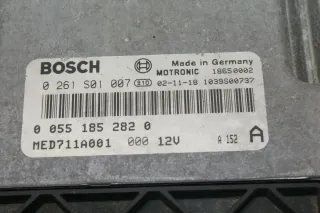 BOSCH Made in Germany
MOTRONIC 18650002
0 261 S01 007 810 02-11-18 1039S00737
0 055 185 282 0
MED711A001 000 12V A 152 A